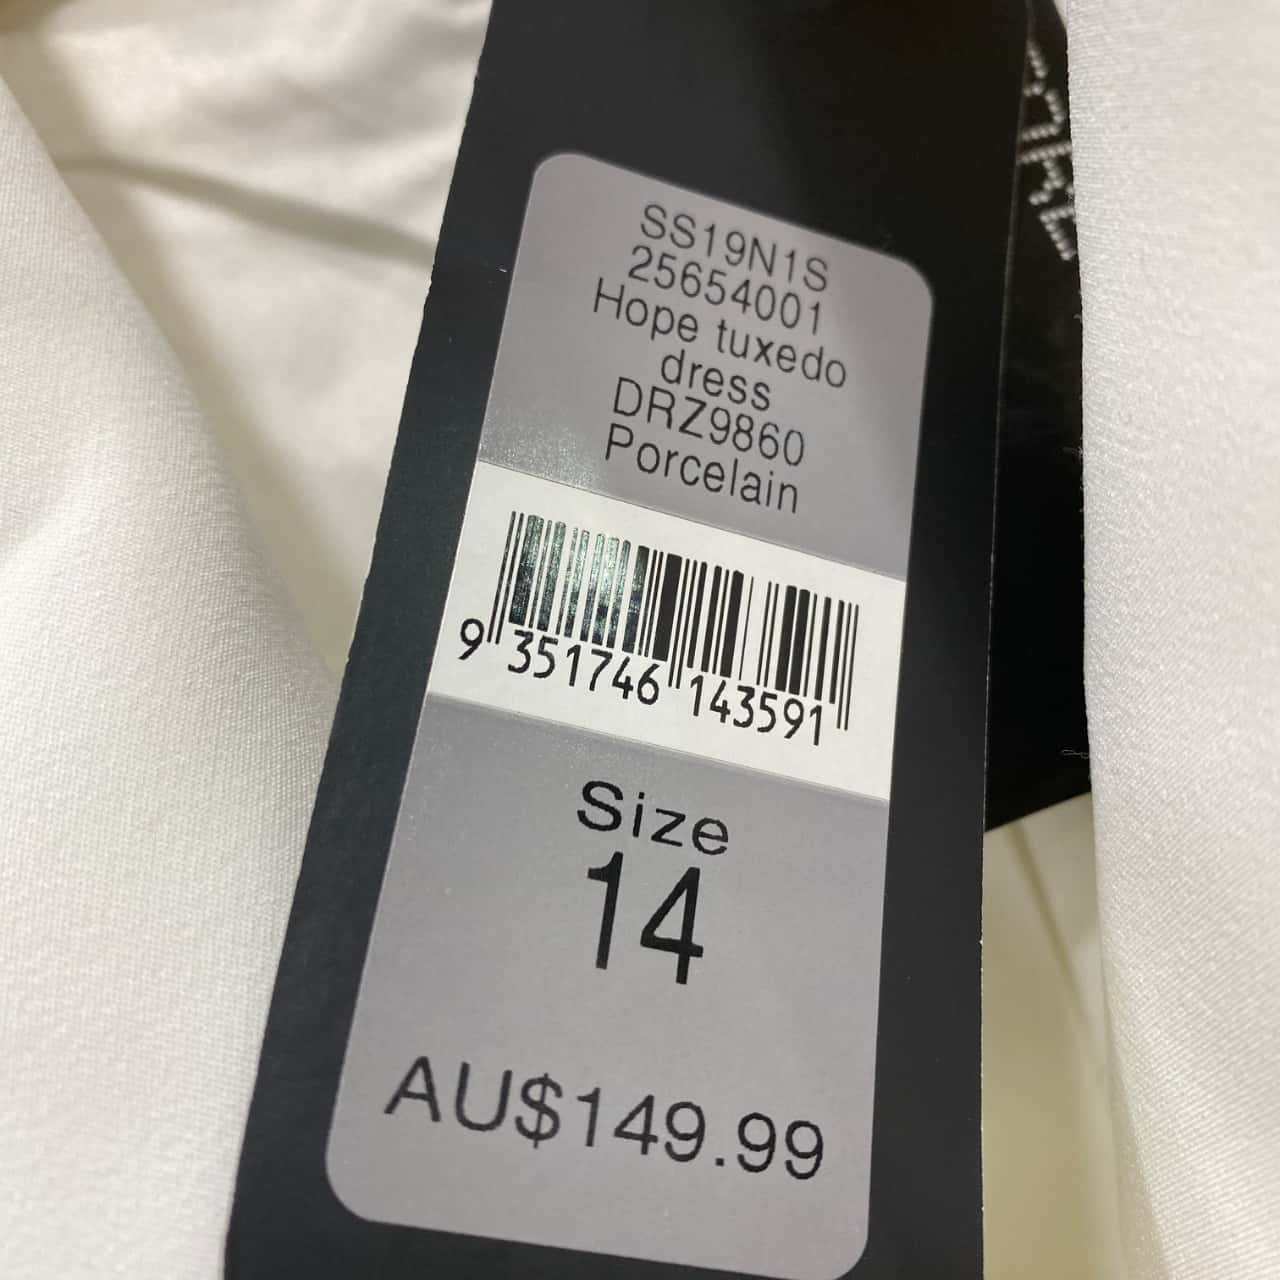 SS19N1S
25654001
Hope tuxedo
dress
DRZ9860
Porcelain
9 351746 143591
Size
14
AU$149.99